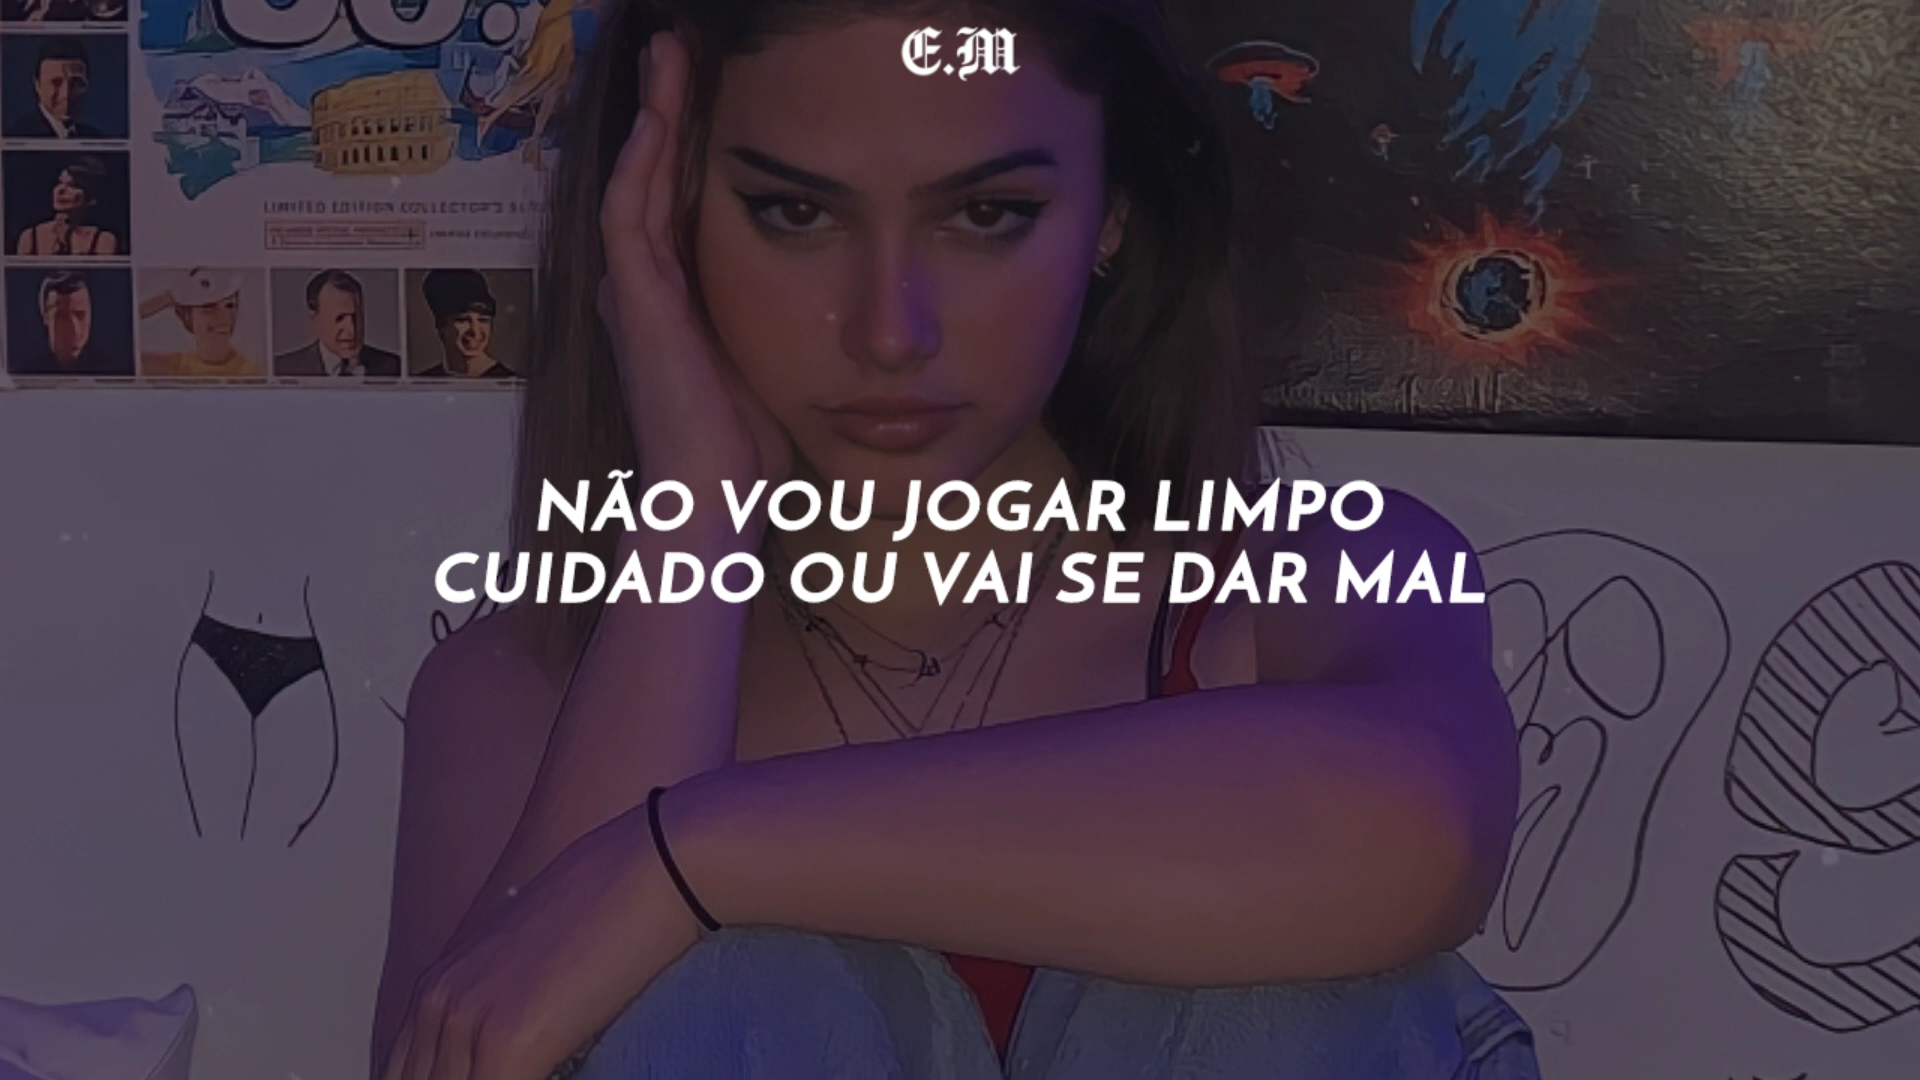 E.M
LIMITED EDITION COLLECTOR'S
NÃO VOU JOGAR LIMPO
CUIDADO OU VAI SE DAR MAL